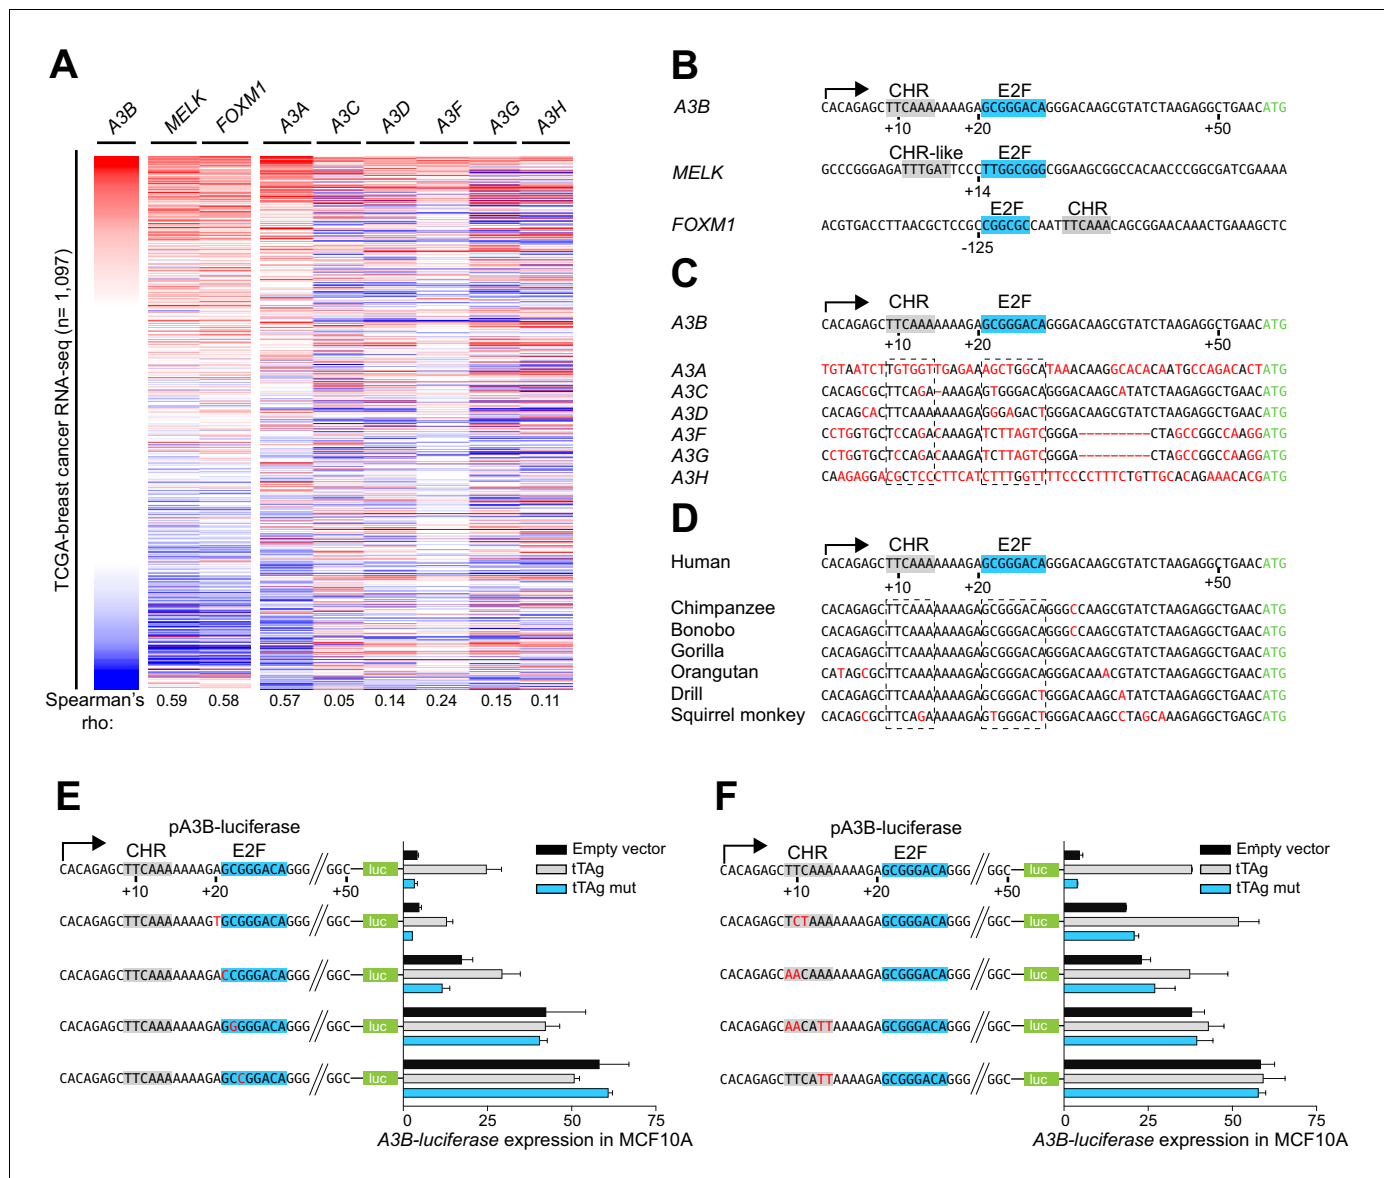 A
A3B MELK FOXM1 A3A A3C A3D A3F A3G A3H
TCGA-breast cancer RNA-seq (n= 1,097)
Spearman's rho: 0.59 0.58 0.57 0.05 0.14 0.24 0.15 0.11
B
CHR E2F
A3B CACAGAGCTTCAAAAAAAGAGCGGGACAGGGACAAGCGTATCTAAGAGGCTGAACATG
+10 +20 +50
CHR-like E2F
MELK GCCCGGGAGATTTGATTCCCTTGGCGGGCGGAAGCGGCCACAACCCGGCGATCGAAAA
+14
E2F CHR
FOXM1 ACGTGACCTTAACGCTCCGCCGGCGCCAATTTCAAACAGCGGAACAAACTGAAAGCTC
-125
C
CHR E2F
A3B CACAGAGCTTCAAAAAAAGAGCGGGACAGGGACAAGCGTATCTAAGAGGCTGAACATG
+10 +20 +50
A3A TGTAATCTTGTGGTTGAGAAAGCTGGCATAAACAAGGCACACACAATGCCAGACACTATG
A3C CACAGCGCTTCAGA-AAAGAGTGGGACAGGGACAAGCATATCTAAGAGGCTGAACATG
A3D CACAGCACTTCAAAAAAAGAGGGAGACTGGGACAAGCGTATCTAAGAGGCTGAACATG
A3F CCTGGTGCTCCAGACAAAGATCTTAGTCGGGA---------CTAGCCGGCCAAGGATG
A3G CCTGGTGCTCCAGACAAAGATCTTAGTCGGGA---------CTAGCCGGCCAAGGATG
A3H CAAGAGGACGCTCCCTTCATCTTTGGTTTTCCCCTTTCTGTTGCACAGAAACACGATG
D
CHR E2F
Human CACAGAGCTTCAAAAAAAGAGCGGGACAGGGACAAGCGTATCTAAGAGGCTGAACATG
+10 +20 +50
Chimpanzee CACAGAGCTTCAAAAAAAGAGCGGGACAGGGCCAAGCGTATCTAAGAGGCTGAACATG
Bonobo CACAGAGCTTCAAAAAAAGAGCGGGACAGGGCCAAGCGTATCTAAGAGGCTGAACATG
Gorilla CACAGAGCTTCAAAAAAAGAGCGGGACAGGGACAAGCGTATCTAAGAGGCTGAACATG
Orangutan CATAGCGCTTCAAAAAAAGAGCGGGACAGGGACAAACGTATCTAAGAGGCTGAACATG
Drill CACAGAGCTTCAAAAAAAGAGCGGGACTGGGACAAGCATATCTAAGAGGCTGAACATG
Squirrel monkey CACAGCGCTTCAGAAAAAGAGTGGGACTGGGACAAGCCTAGCAAAGAGGCTGAGCATG
E
pA3B-luciferase
CHR E2F
CACAGAGCTTCAAAAAAAGAGCGGGACAGGG GGC luc
+10 +20 +50
CACAGAGCTTCAAAAAAAGTGCGGGACAGGG GGC luc
CACAGAGCTTCAAAAAAAGACCGGGACAGGG GGC luc
CACAGAGCTTCAAAAAAAGAGGGGGACAGGG GGC luc
CACAGAGCTTCAAAAAAAGAGCCGGACAGGG GGC luc
Empty vector
tTAg
tTAg mut
0 25 50 75
A3B-luciferase expression in MCF10A
F
pA3B-luciferase
CHR E2F
CACAGAGCTTCAAAAAAAGAGCGGGACAGGG GGC luc
+10 +20 +50
CACAGAGCTCTAAAAAAAGAGCGGGACAGGG GGC luc
CACAGAGCAACAAAAAAAGAGCGGGACAGGG GGC luc
CACAGAGCAACATTAAAAGAGCGGGACAGGG GGC luc
CACAGAGCTTCATTAAAAGAGCGGGACAGGG GGC luc
Empty vector
tTAg
tTAg mut
0 25 50 75
A3B-luciferase expression in MCF10A